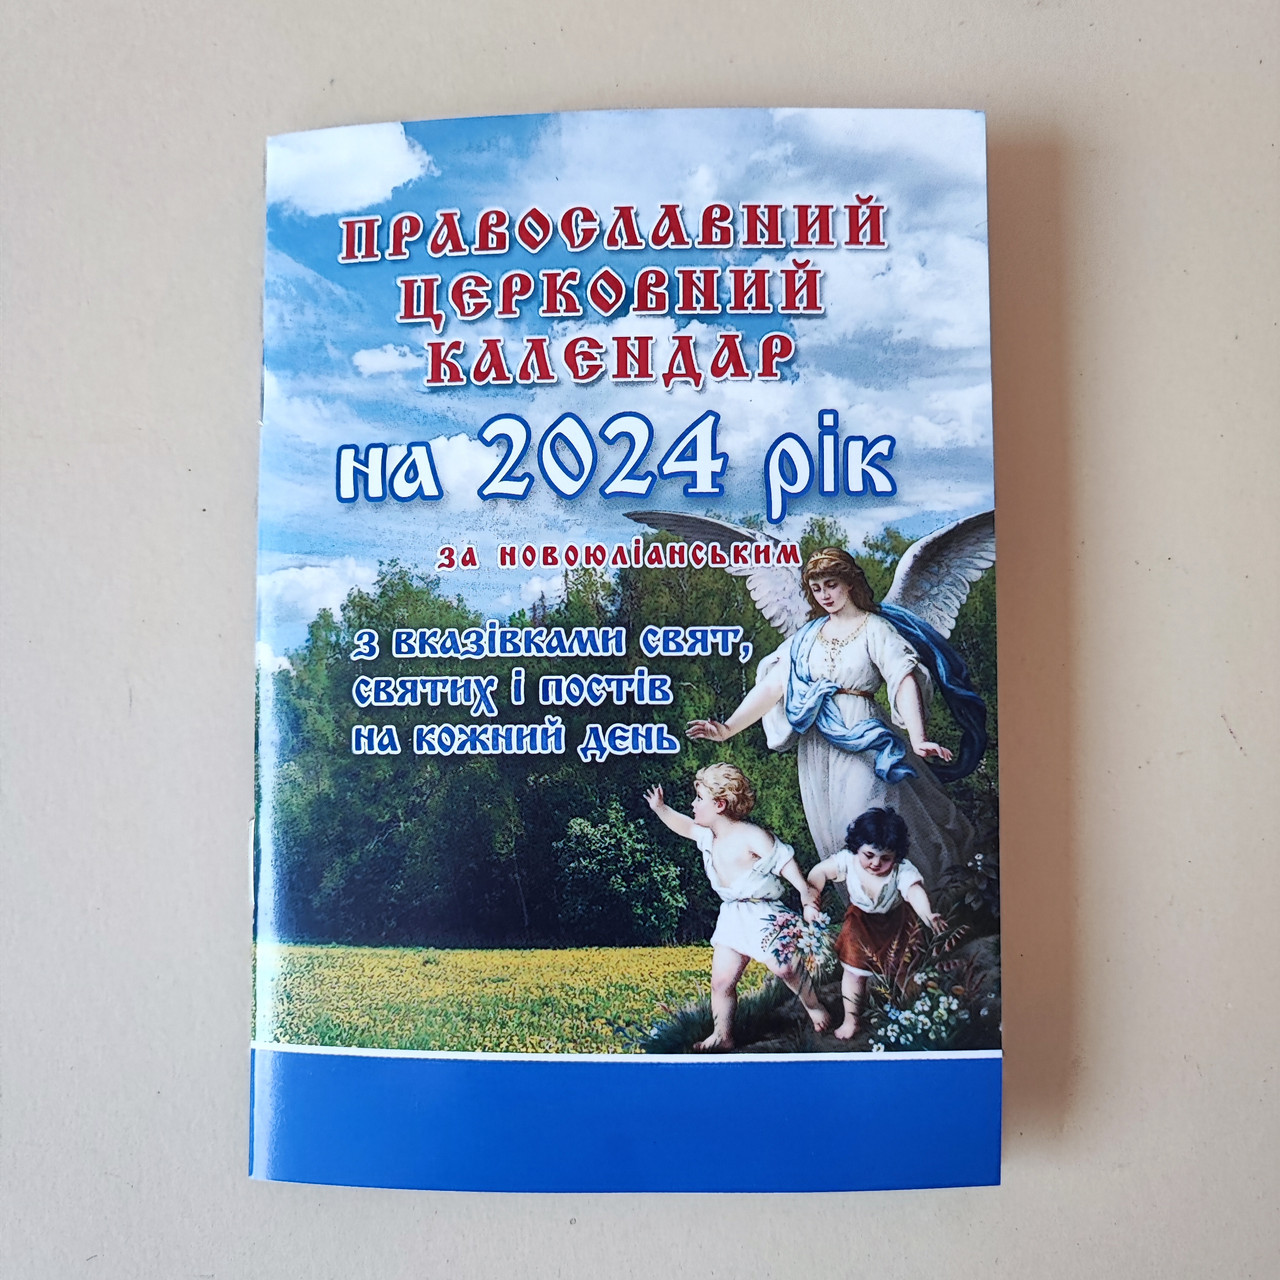 ПРАВОСЛАВНИЙ
ЦЕРКОВНИЙ
КАЛЕНДАР
на 2024 рік
за новоюліанським
з вказівками свят,
святих і постів
на кожний день